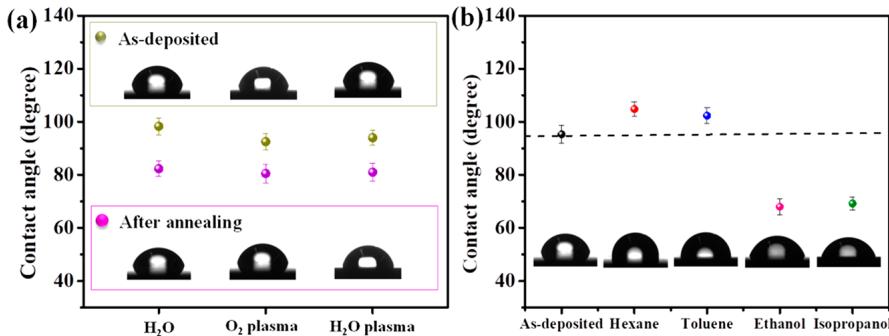 (a)
Contact angle (degree)
140
120
100
80
60
40
As-deposited
After annealing
H₂O
O₂ plasma
H₂O plasma
(b)
Contact angle (degree)
140
120
100
80
60
40
As-deposited
Hexane
Toluene
Ethanol
Isopropanol